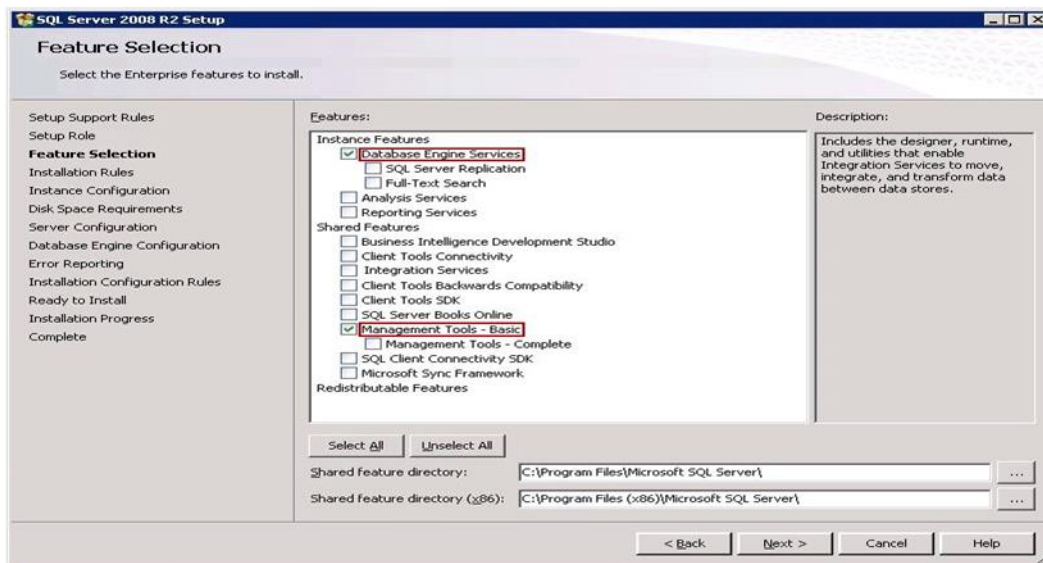 SQL Server 2008 R2 Setup
Feature Selection
Select the Enterprise features to install.
Setup Support Rules
Setup Role
Feature Selection
Installation Rules
Instance Configuration
Disk Space Requirements
Server Configuration
Database Engine Configuration
Error Reporting
Installation Configuration Rules
Ready to Install
Installation Progress
Complete
Features:
Instance Features
Database Engine Services
SQL Server Replication
Full-Text Search
Analysis Services
Reporting Services
Shared Features
Business Intelligence Development Studio
Client Tools Connectivity
Integration Services
Client Tools Backwards Compatibility
Client Tools SDK
SQL Server Books Online
Management Tools - Basic
Management Tools - Complete
SQL Client Connectivity SDK
Microsoft Sync Framework
Redistributable Features
Description:
Includes the designer, runtime,
and utilities that enable
Integration Services to move,
integrate, and transform data
between data stores.
Select All
Unselect All
Shared feature directory:
C:\Program Files\Microsoft SQL Server\
...
Shared feature directory (x86):
C:\Program Files (x86)\Microsoft SQL Server\
...
< Back
Next >
Cancel
Help